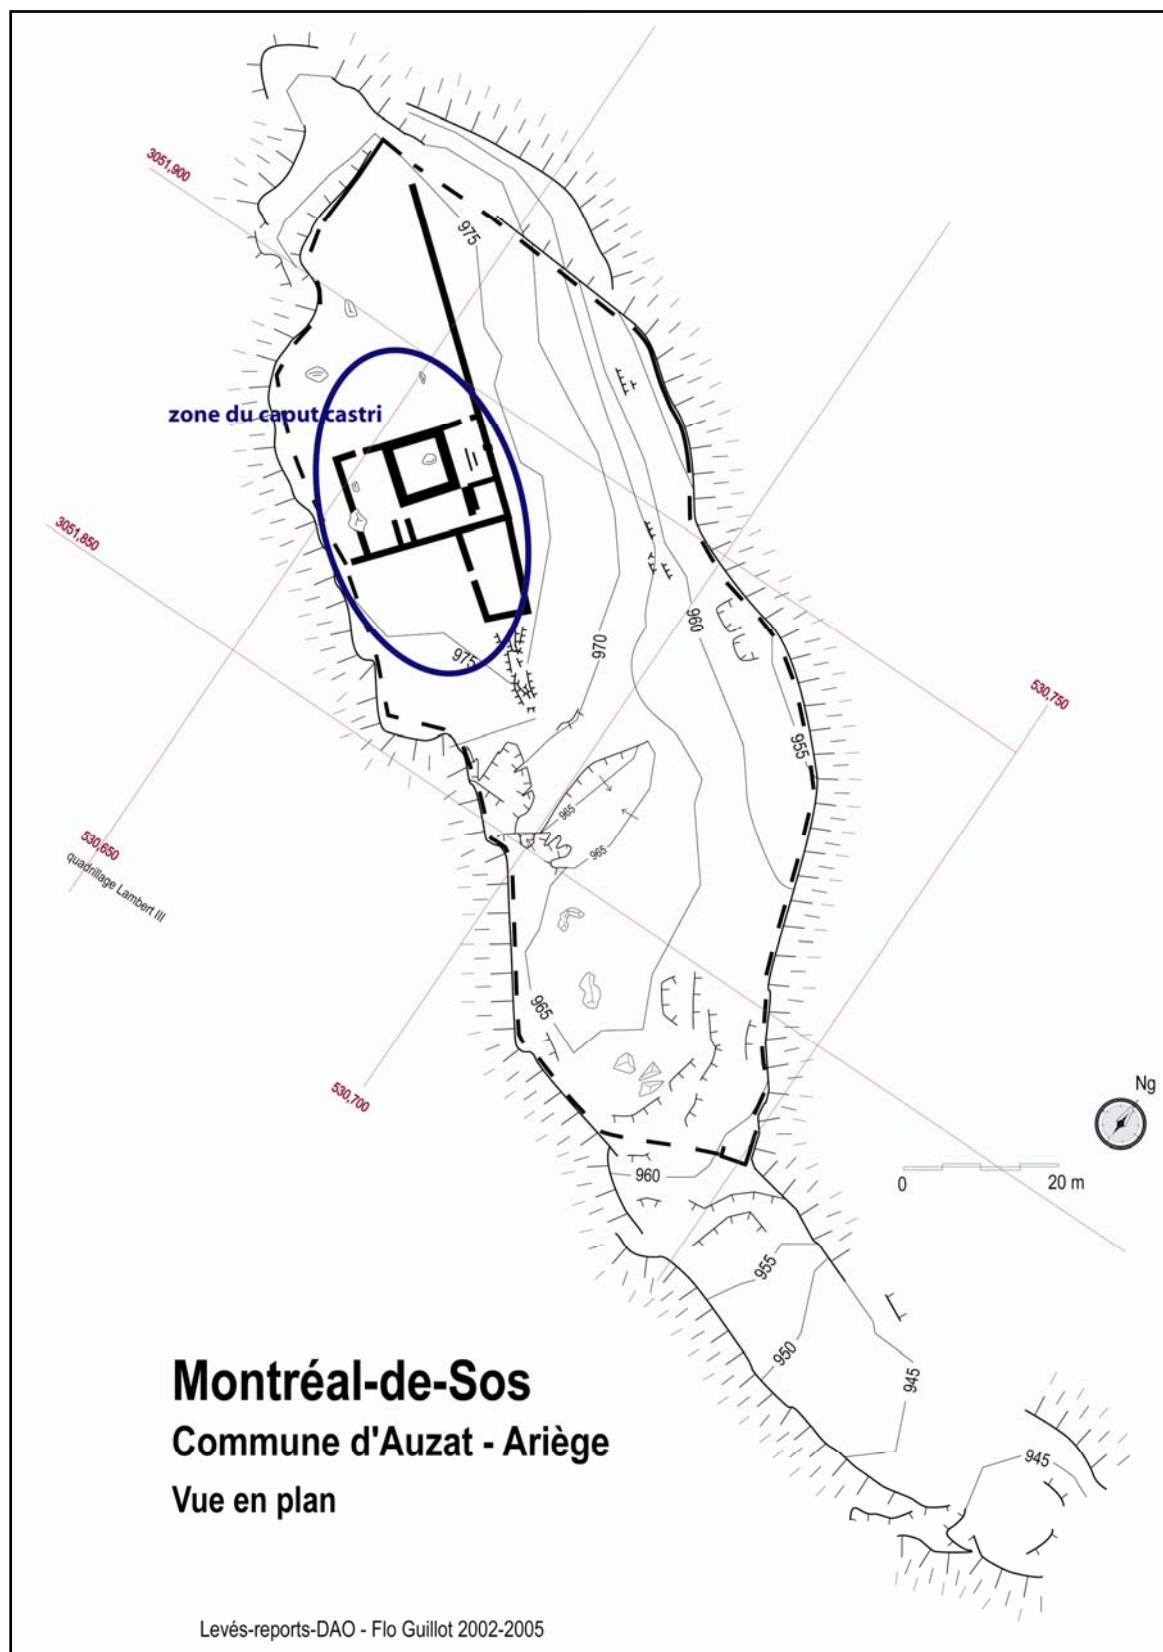 3051,900
975
zone du caput castri
3051,850
960
530,750
970
975
955
530,650
965
quadrillage Lambert III
965
965
530,700
Ng
960
0 20 m
955
950
945
Montréal-de-Sos
Commune d'Auzat - Ariège
945
Vue en plan
Levés-reports-DAO - Flo Guillot 2002-2005